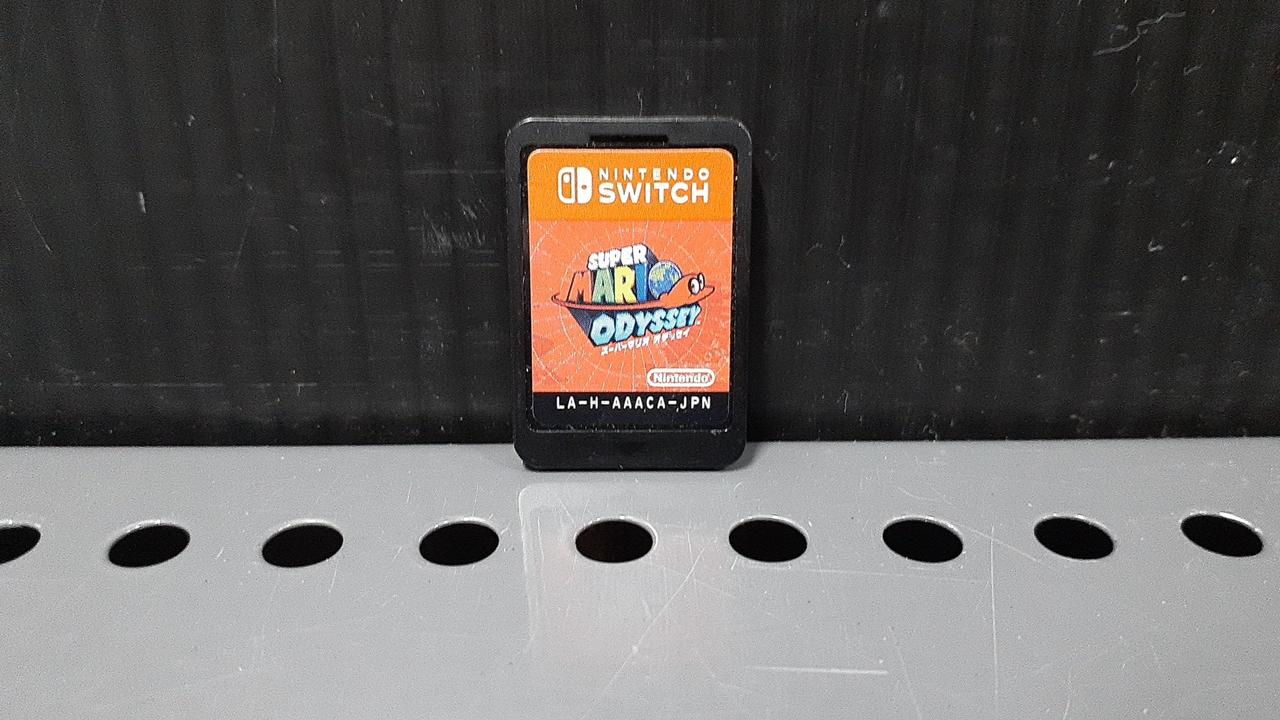 NINTENDO
SWITCH
SUPER
MARIO
ODYSSEY
スーパーマリオ オデッセイ
Nintendo
LA-H-AAACA-JPN